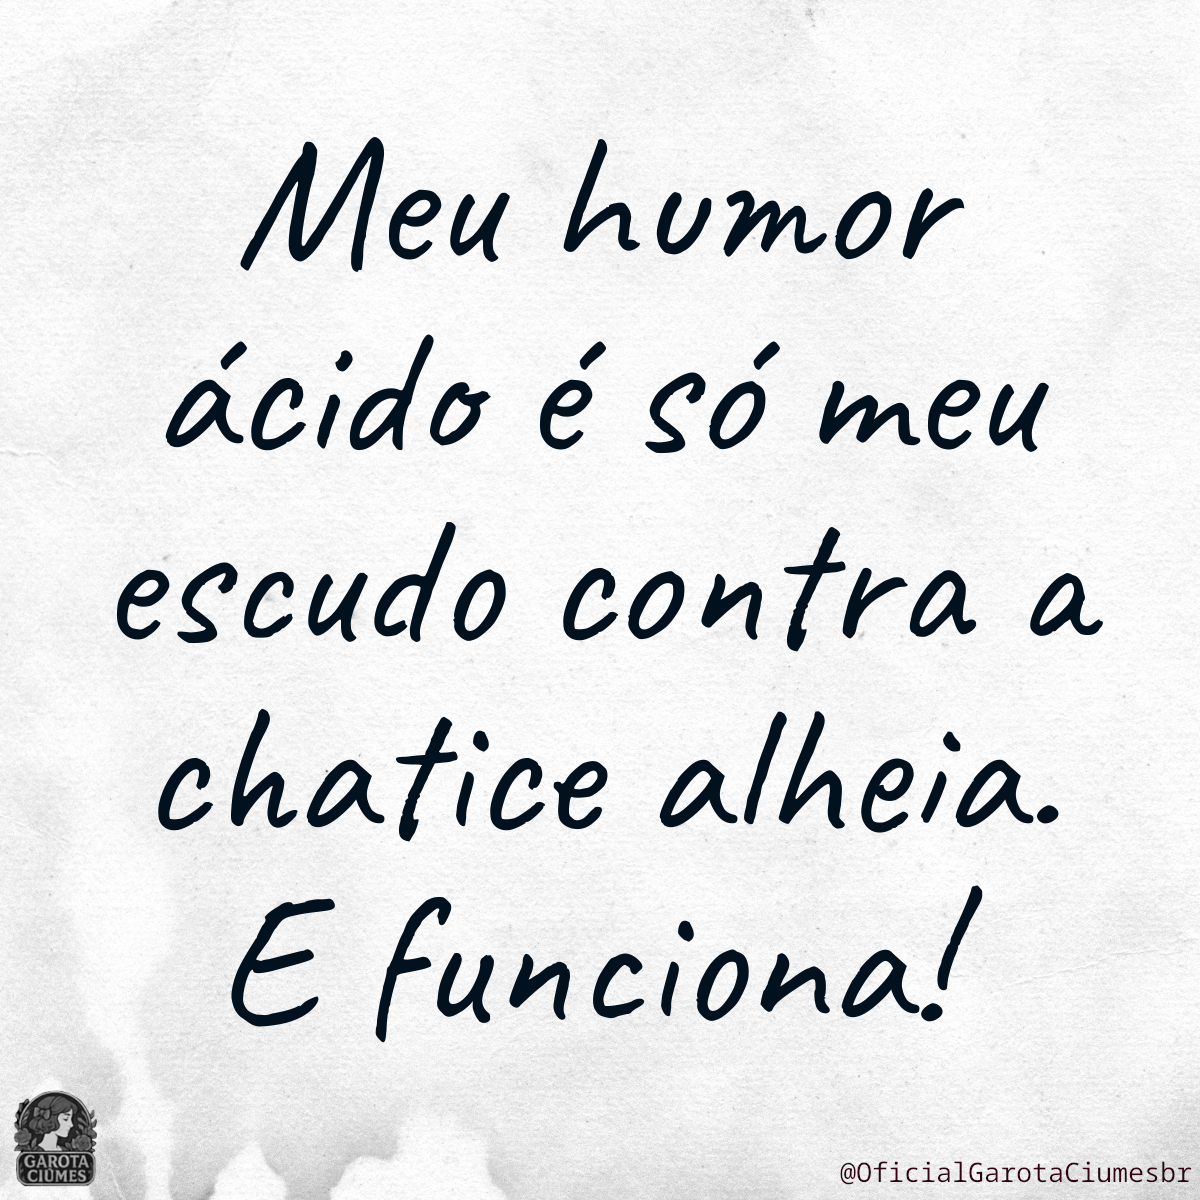 Meu humor
ácido é só meu
escudo contra a
chatice alheia.
E funciona!
GAROTA
CIÚMES
@OficialGarotaCiumesbr